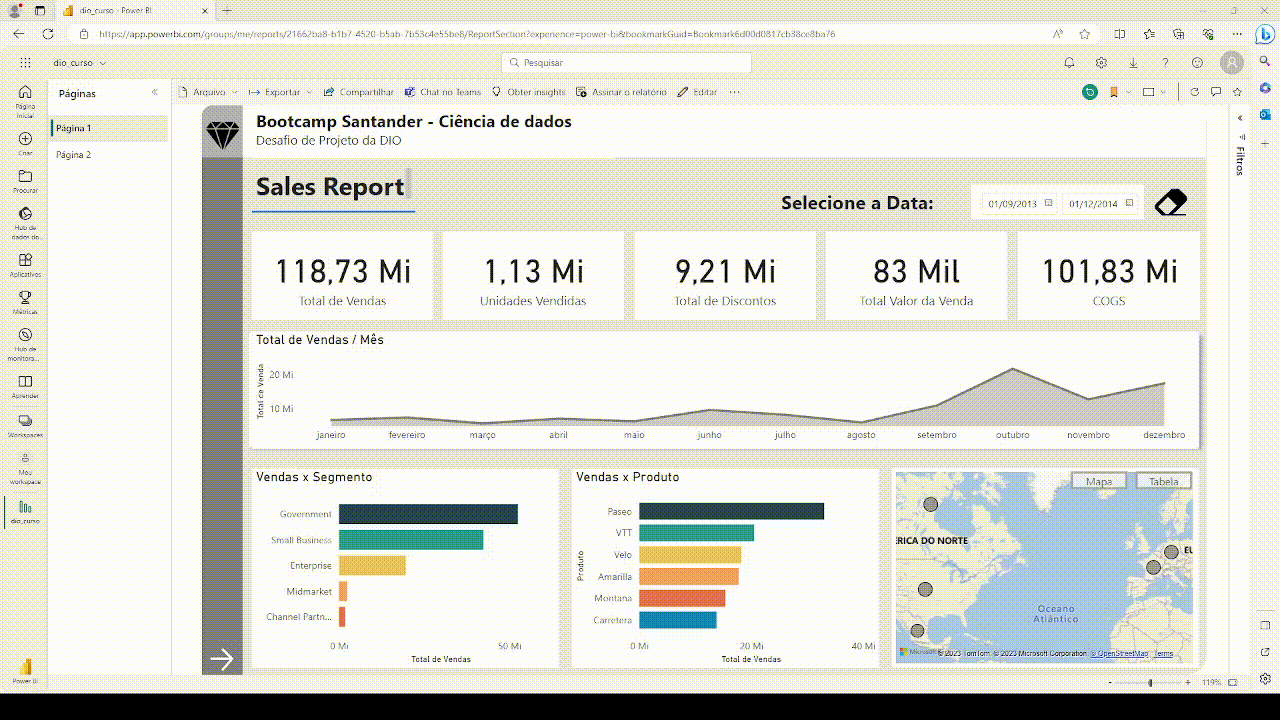 dio_curso - Power BI
https://app.powerbi.com/groups/me/reports/21662ba8-b1b7-4520-b5ab-7b53c4e55be8/ReportSection?experience=power-bi&bookmarkGuid=Bookmark6d00d0817cb38ce8ba76
dio_curso
Pesquisar
Página Inicial
Criar
Procurar
Hub de dados do...
Aplicativos
Métricas
Hub de monitora...
Aprender
Workspaces
Meu workspace
dio_curso
Power BI
Páginas
Página 1
Página 2
Arquivo
Exportar
Compartilhar
Chat no Teams
Obter insights
Assinar o relatório
Editar
Filtros
Bootcamp Santander - Ciência de dados
Desafio de Projeto da DIO
Sales Report
Selecione a Data:
01/09/2013
01/12/2014
118,73 Mi
Total de Vendas
1,13 Mi
Unidades Vendidas
9,21 Mi
Total de Discontos
83 Mil
Total Valor da Venda
101,83 Mi
COGS
Total de Vendas / Mês
Total de Venda
20 Mi
10 Mi
janeiro fevereiro março abril maio junho julho agosto setembro outubro novembro dezembro
Vendas x Segmento
Government
Small Business
Enterprise
Midmarket
Channel Partn...
0 Mi 50 Mi
Total de Vendas
Vendas x Produto
Produto
Paseo
VTT
Velo
Amarilla
Montana
Carretera
0 Mi 20 Mi 40 Mi
Total de Vendas
Mapa
Tabela
ÉRICA DO NORTE
EU
Oceano
Atlântico
Microsoft
© 2023 TomTom, © 2023 Microsoft Corporation, © OpenStreetMap Terms
119%